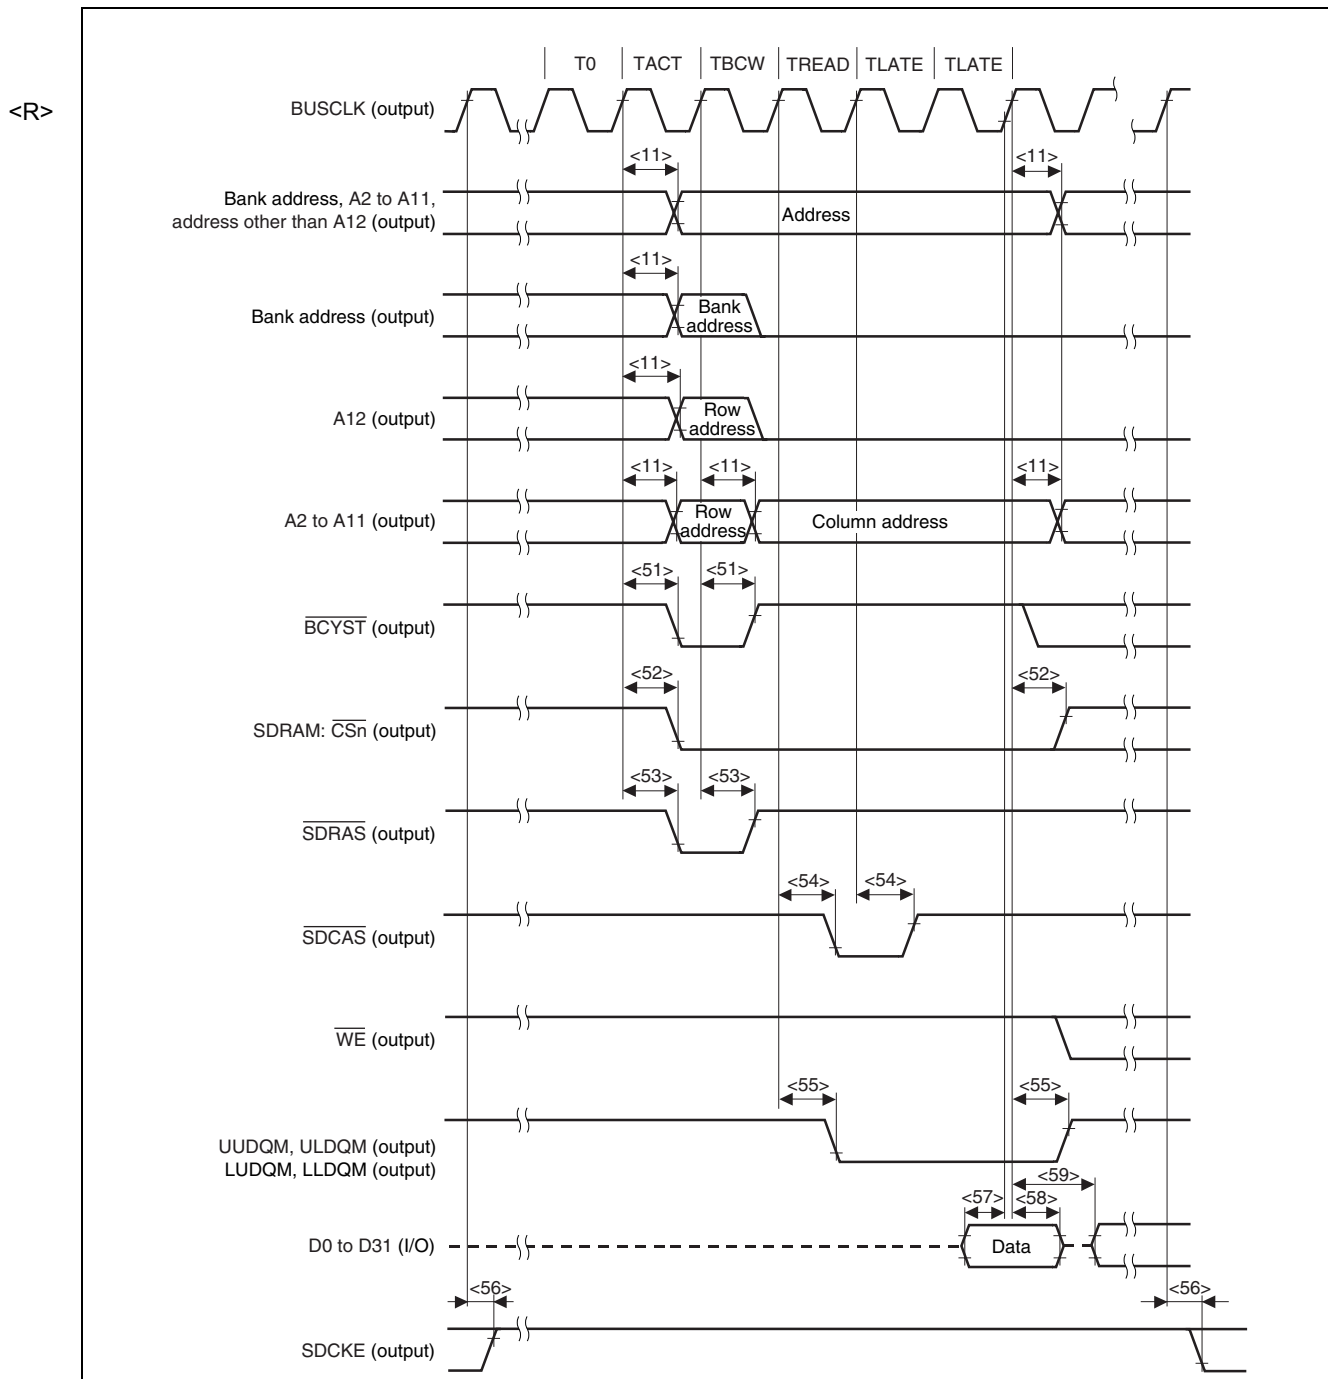 T0 TACT TBCW TREAD TLATE TLATE
<R>
BUSCLK (output)
<11> <11>
Bank address, A2 to A11,
address other than A12 (output)
Address
<11>
Bank address (output)
Bank
address
<11>
A12 (output)
Row
address
<11> <11> <11>
A2 to A11 (output)
Row
address
Column address
<51> <51>
BCYST (output)
<52> <52>
SDRAM: CSn (output)
<53> <53>
SDRAS (output)
<54> <54>
SDCAS (output)
WE (output)
<55> <55>
UUDQM, ULDQM (output)
LUDQM, LLDQM (output)
<59>
<57> <58>
D0 to D31 (I/O)
Data
<56> <56>
SDCKE (output)